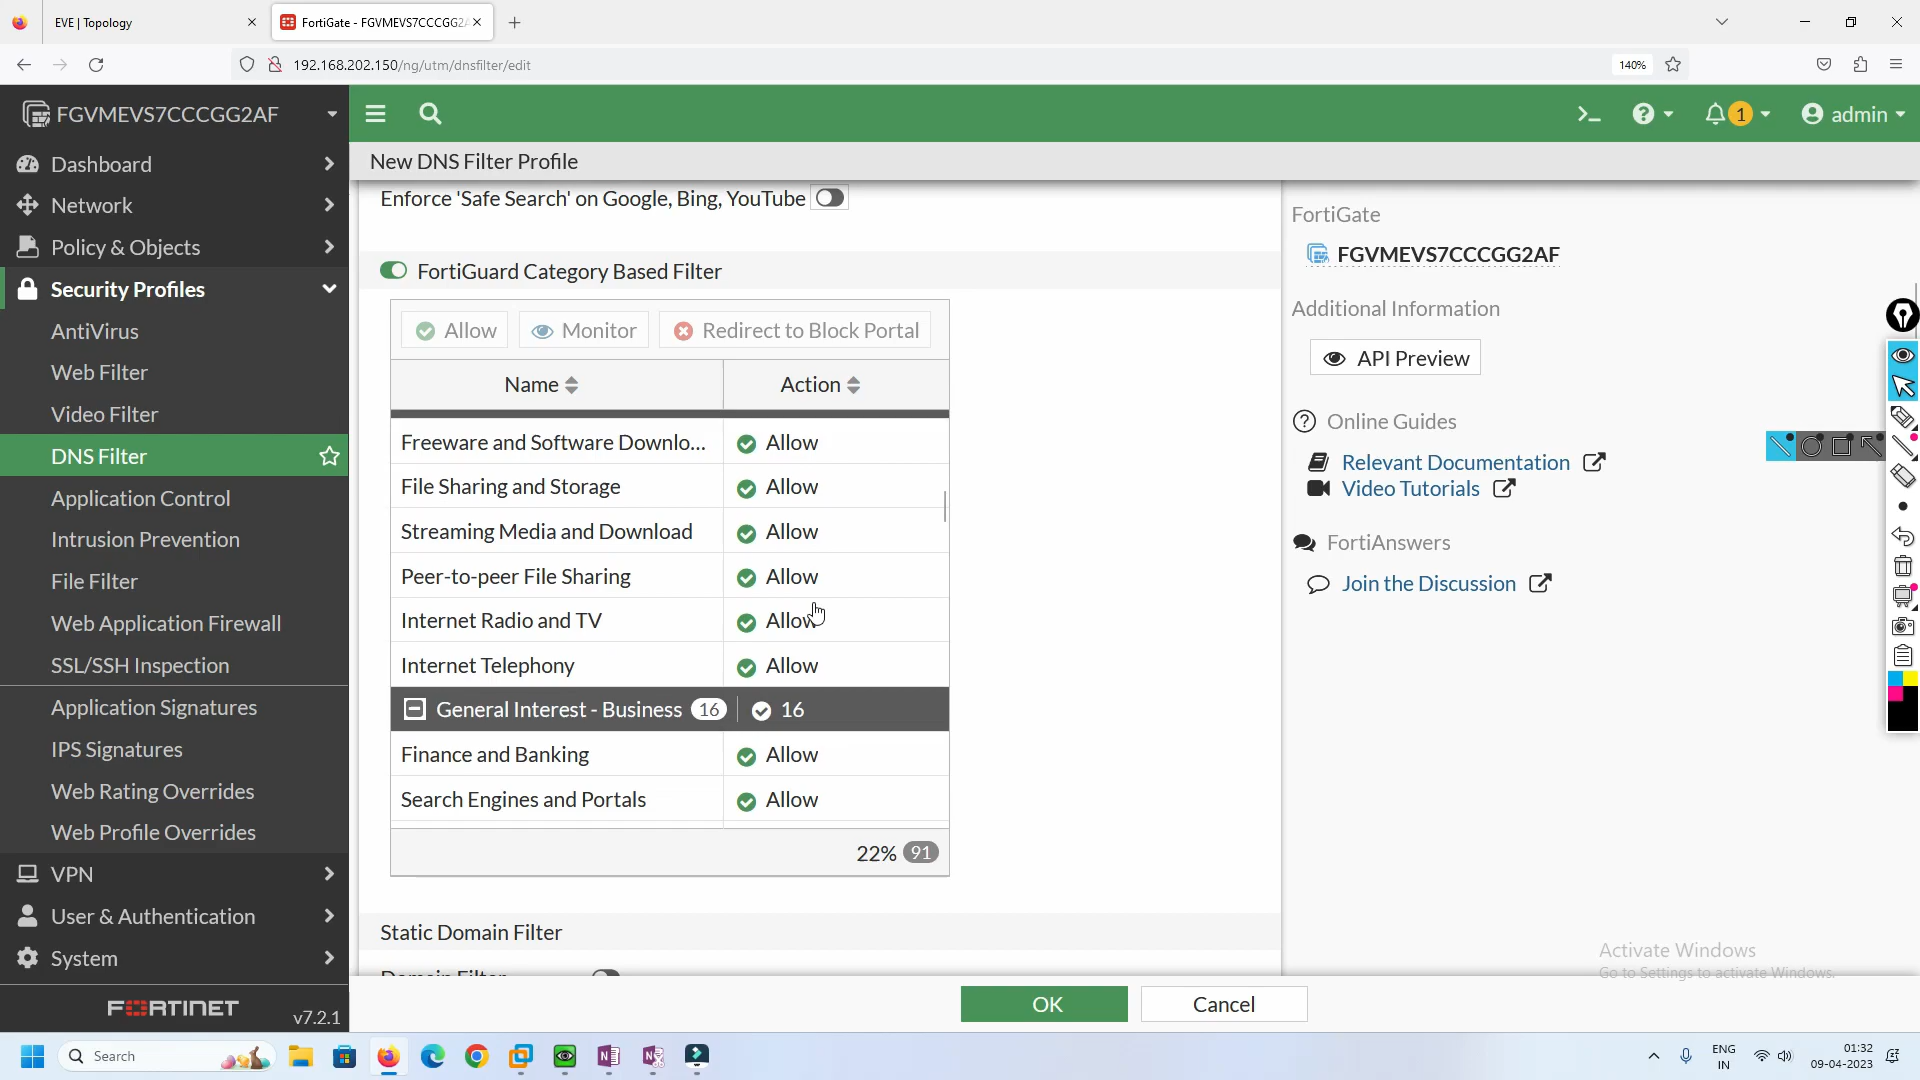 EVE | Topology
FortiGate - FGVMEVS7CCCGG2
192.168.202.150/ng/utm/dnsfilter/edit
140%
FGVMEVS7CCCGG2AF
1
admin
Dashboard
Network
Policy & Objects
Security Profiles
AntiVirus
Web Filter
Video Filter
DNS Filter
Application Control
Intrusion Prevention
File Filter
Web Application Firewall
SSL/SSH Inspection
Application Signatures
IPS Signatures
Web Rating Overrides
Web Profile Overrides
VPN
User & Authentication
System
FORTINET
v7.2.1
New DNS Filter Profile
Enforce 'Safe Search' on Google, Bing, YouTube
FortiGuard Category Based Filter
Allow Monitor Redirect to Block Portal
Name Action
Freeware and Software Downlo... Allow
File Sharing and Storage Allow
Streaming Media and Download Allow
Peer-to-peer File Sharing Allow
Internet Radio and TV Allow
Internet Telephony Allow
General Interest - Business 16 16
Finance and Banking Allow
Search Engines and Portals Allow
22% 91
Static Domain Filter
Domain Filter
OK
Cancel
FortiGate
FGVMEVS7CCCGG2AF
Additional Information
API Preview
Online Guides
Relevant Documentation
Video Tutorials
FortiAnswers
Join the Discussion
Activate Windows
Go to Settings to activate Windows.
Search
ENG
IN
01:32
09-04-2023